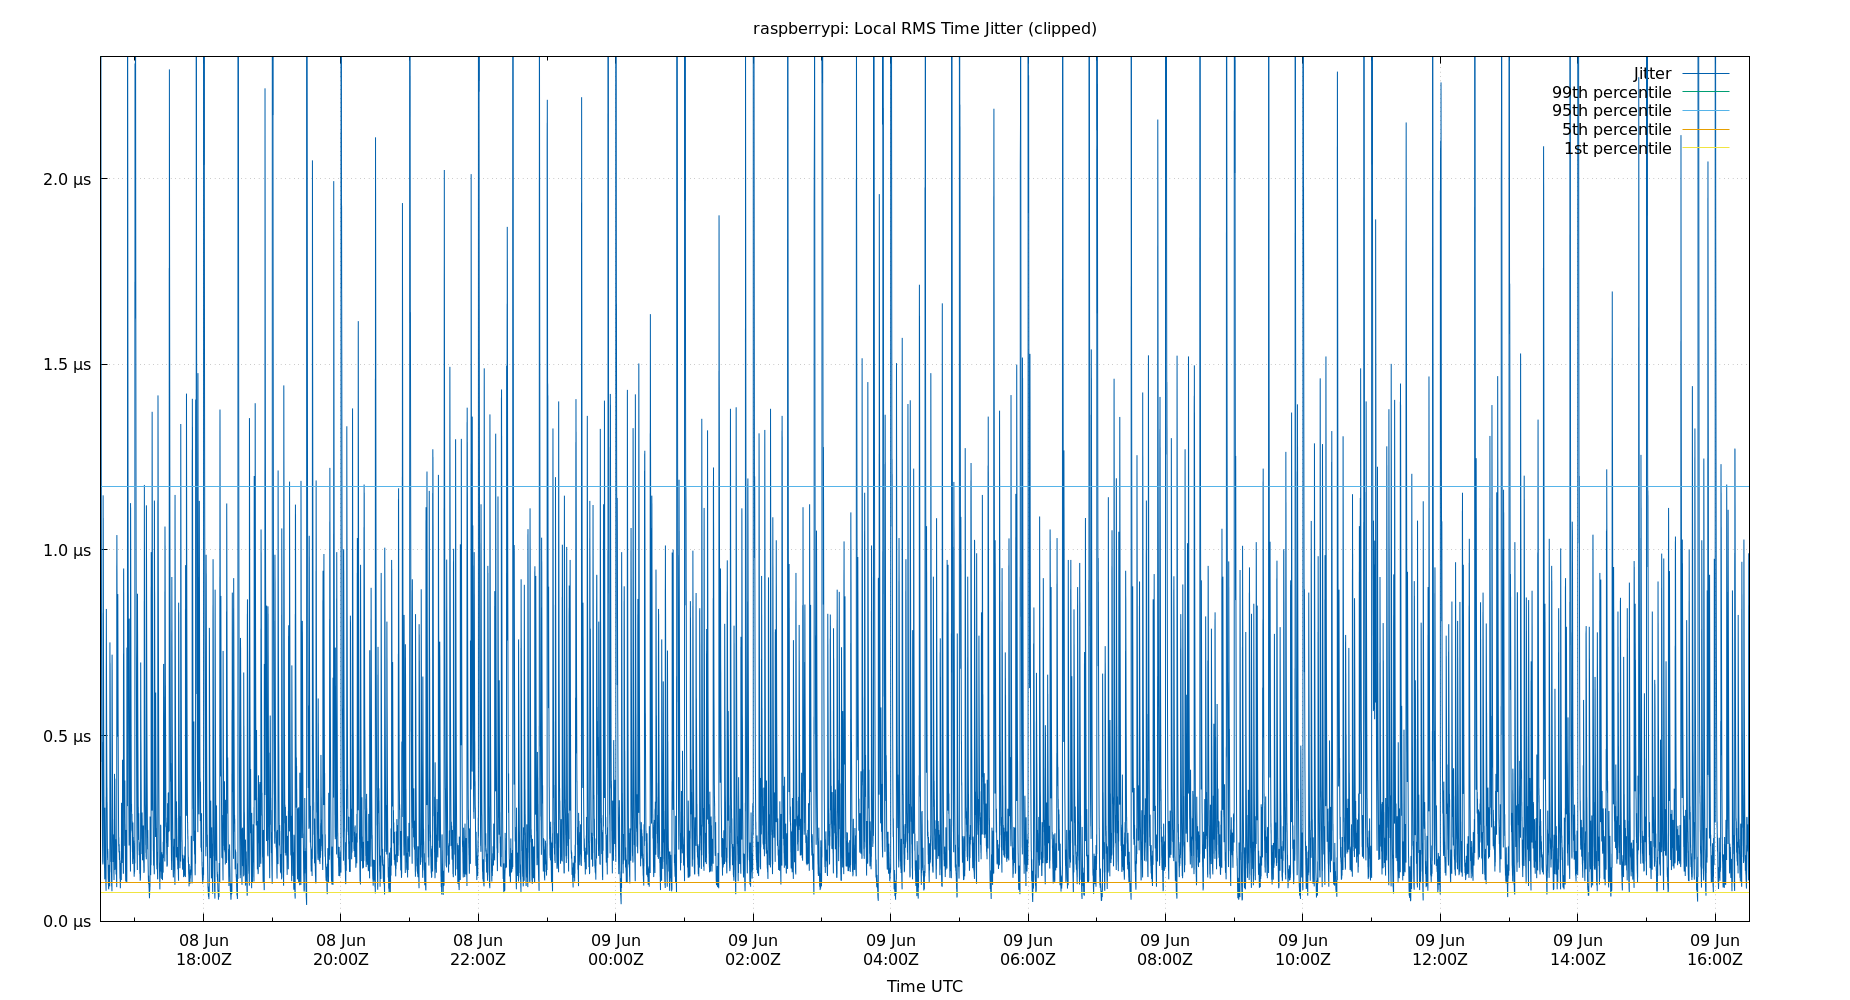 raspberrypi: Local RMS Time Jitter (clipped)
Jitter
99th percentile
95th percentile
5th percentile
1st percentile
2.0 µs
1.5 µs
1.0 µs
0.5 µs
0.0 µs
08 Jun 08 Jun 08 Jun 09 Jun 09 Jun 09 Jun 09 Jun 09 Jun 09 Jun 09 Jun 09 Jun 09 Jun
18:00Z 20:00Z 22:00Z 00:00Z 02:00Z 04:00Z 06:00Z 08:00Z 10:00Z 12:00Z 14:00Z 16:00Z
Time UTC